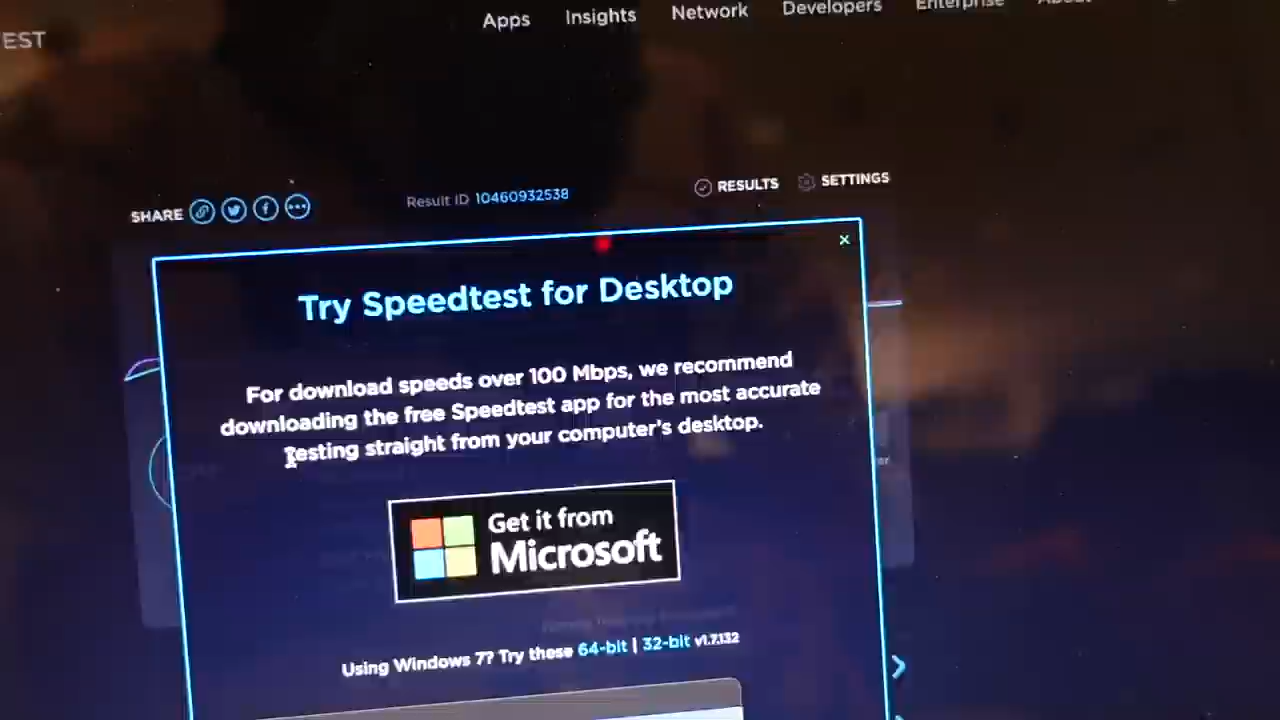 Apps Insights Network Developers Enterprise About
EST
SHARE Result ID 10460932538 RESULTS SETTINGS
Try Speedtest for Desktop
For download speeds over 100 Mbps, we recommend
downloading the free Speedtest app for the most accurate
testing straight from your computer's desktop.
Get it from
Microsoft
Using Windows 7? Try these 64-bit | 32-bit v1.7.132